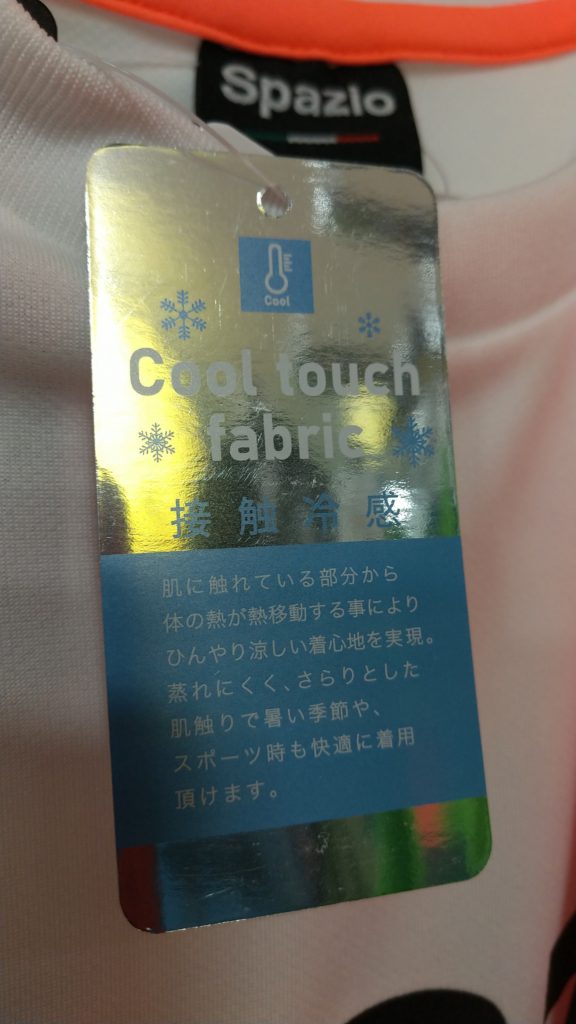 Spazio
Cool
Cool touch
fabric
接触冷感
肌に触れている部分から
体の熱が熱移動する事により
ひんやり涼しい着心地を実現。
蒸れにくく、さらりとした
肌触りで暑い季節や、
スポーツ時も快適に着用
頂けます。